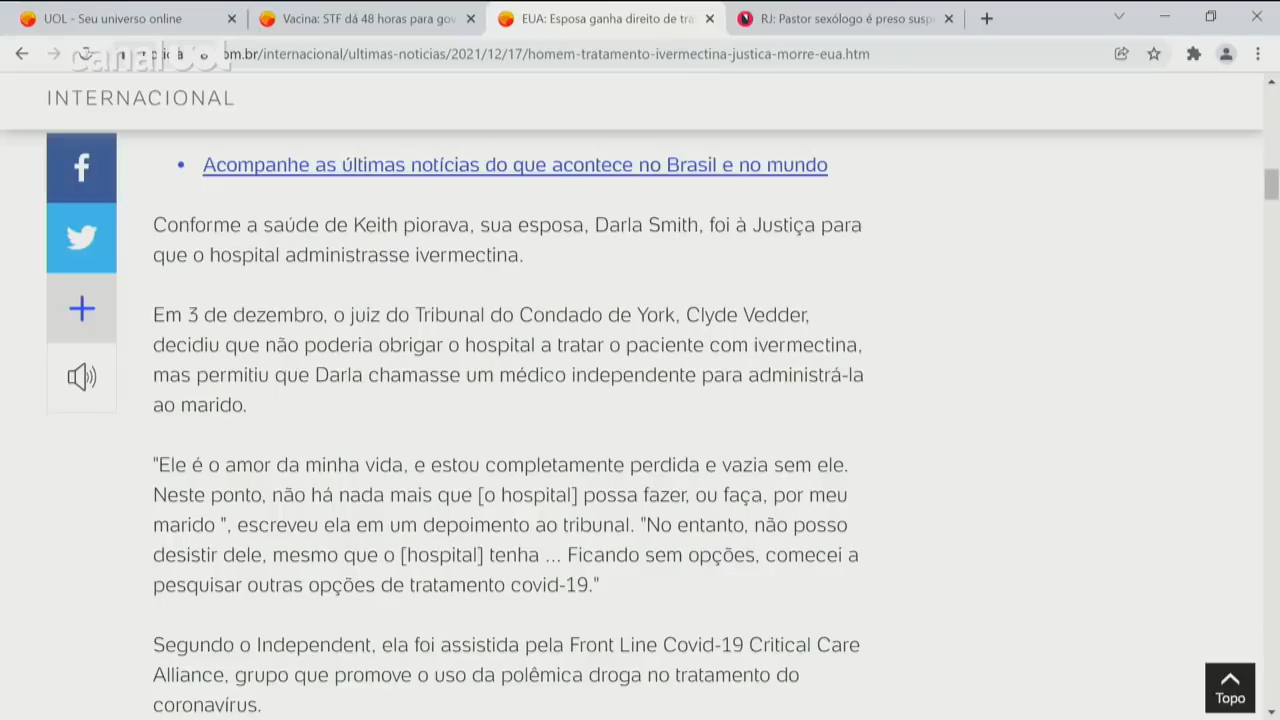 UOL - Seu universo online
Vacina: STF dá 48 horas para gov
EUA: Esposa ganha direito de tra
RJ: Pastor sexólogo é preso susp
canal UOL
om.br/internacional/ultimas-noticias/2021/12/17/homem-tratamento-ivermectina-justica-morre-eua.htm
INTERNACIONAL
Acompanhe as últimas notícias do que acontece no Brasil e no mundo
Conforme a saúde de Keith piorava, sua esposa, Darla Smith, foi à Justiça para
que o hospital administrasse ivermectina.
Em 3 de dezembro, o juiz do Tribunal do Condado de York, Clyde Vedder,
decidiu que não poderia obrigar o hospital a tratar o paciente com ivermectina,
mas permitiu que Darla chamasse um médico independente para administrá-la
ao marido.
"Ele é o amor da minha vida, e estou completamente perdida e vazia sem ele.
Neste ponto, não há nada mais que [o hospital] possa fazer, ou faça, por meu
marido ", escreveu ela em um depoimento ao tribunal. "No entanto, não posso
desistir dele, mesmo que o [hospital] tenha ... Ficando sem opções, comecei a
pesquisar outras opções de tratamento covid-19."
Segundo o Independent, ela foi assistida pela Front Line Covid-19 Critical Care
Alliance, grupo que promove o uso da polêmica droga no tratamento do
coronavírus.
Topo